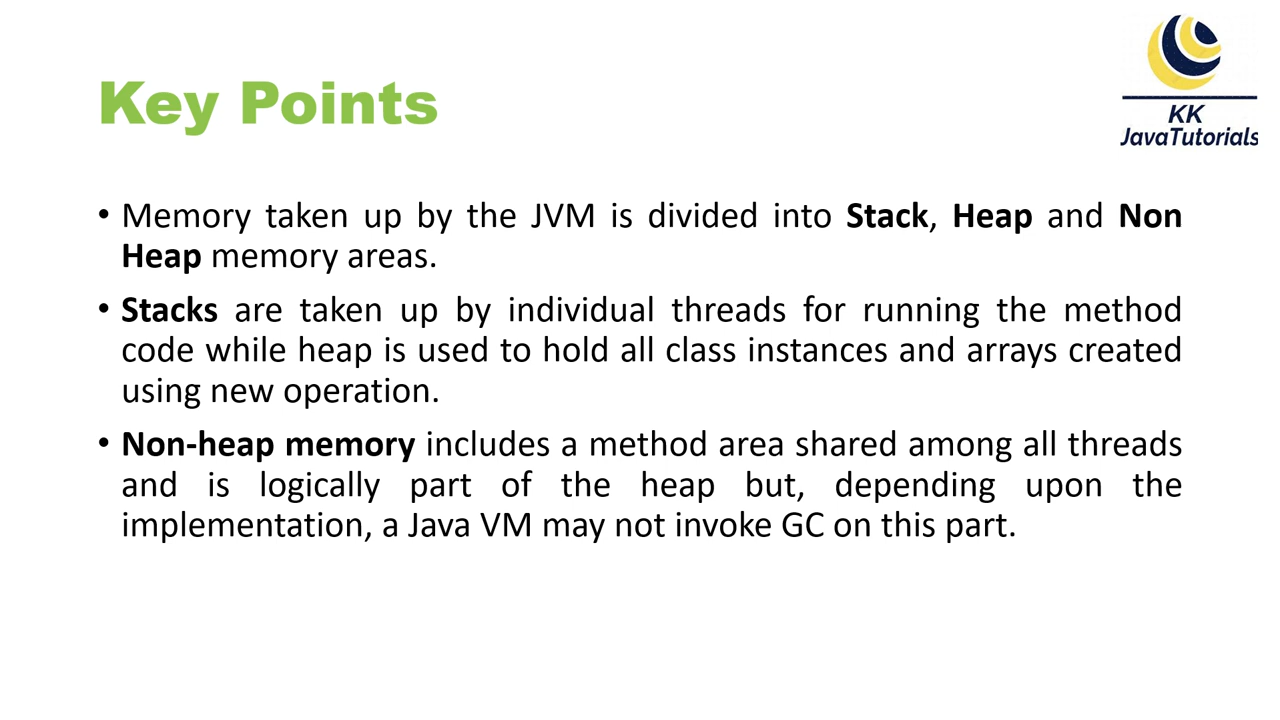 KK
JavaTutorials
Key Points
• Memory taken up by the JVM is divided into Stack, Heap and Non
Heap memory areas.
• Stacks are taken up by individual threads for running the method
code while heap is used to hold all class instances and arrays created
using new operation.
• Non-heap memory includes a method area shared among all threads
and is logically part of the heap but, depending upon the
implementation, a Java VM may not invoke GC on this part.